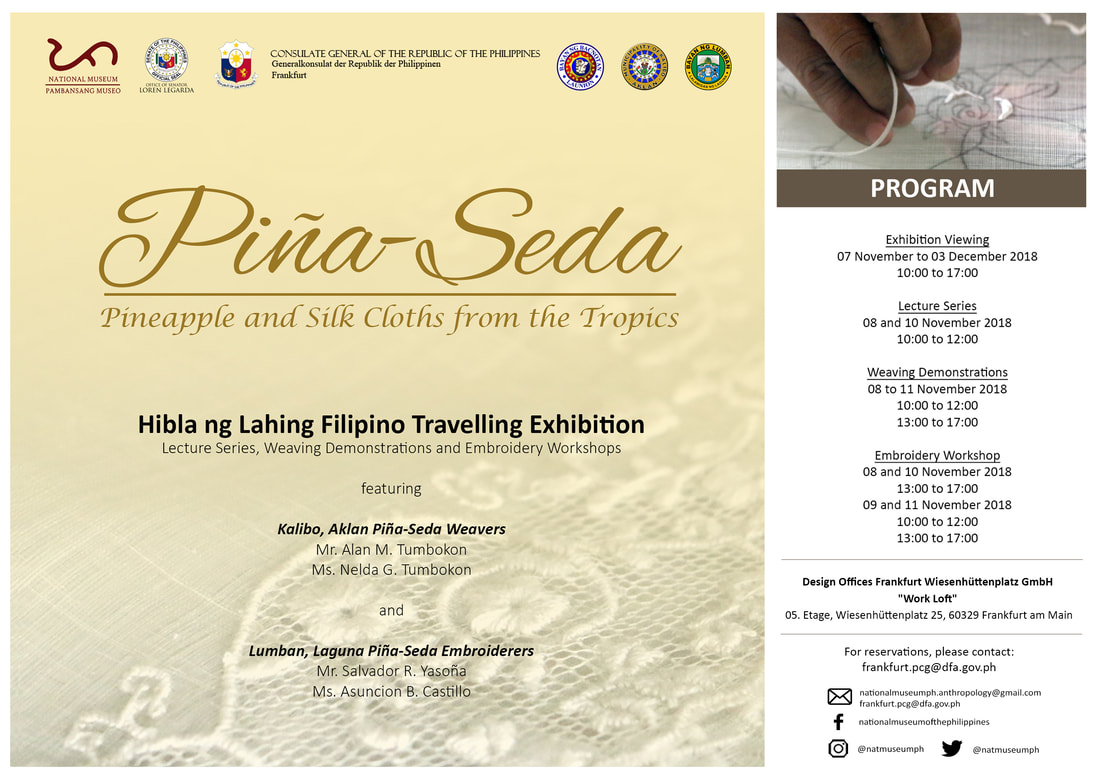 NATIONAL MUSEUM
PAMBANSANG MUSEO
SENATE OF THE PHILIPPINES
OFFICE OF SENATOR
LOREN LEGARDA
CONSULATE GENERAL OF THE REPUBLIC OF THE PHILIPPINES
Generalkonsulat der Republik der Philippinen
Frankfurt
Piña-Seda
Pineapple and Silk Cloths from the Tropics
Hibla ng Lahing Filipino Travelling Exhibition
Lecture Series, Weaving Demonstrations and Embroidery Workshops
featuring
Kalibo, Aklan Piña-Seda Weavers
Mr. Alan M. Tumbokon
Ms. Nelda G. Tumbokon
and
Lumban, Laguna Piña-Seda Embroiderers
Mr. Salvador R. Yasoña
Ms. Asuncion B. Castillo
PROGRAM
Exhibition Viewing
07 November to 03 December 2018
10:00 to 17:00
Lecture Series
08 and 10 November 2018
10:00 to 12:00
Weaving Demonstrations
08 to 11 November 2018
10:00 to 12:00
13:00 to 17:00
Embroidery Workshop
08 and 10 November 2018
13:00 to 17:00
09 and 11 November 2018
10:00 to 12:00
13:00 to 17:00
Design Offices Frankfurt Wiesenhüttenplatz GmbH
"Work Loft"
05. Etage, Wiesenhüttenplatz 25, 60329 Frankfurt am Main
For reservations, please contact:
frankfurt.pcg@dfa.gov.ph
nationalmuseumph.anthropology@gmail.com
frankfurt.pcg@dfa.gov.ph
nationalmuseumofthephilippines
@natmuseumph @natmuseumph